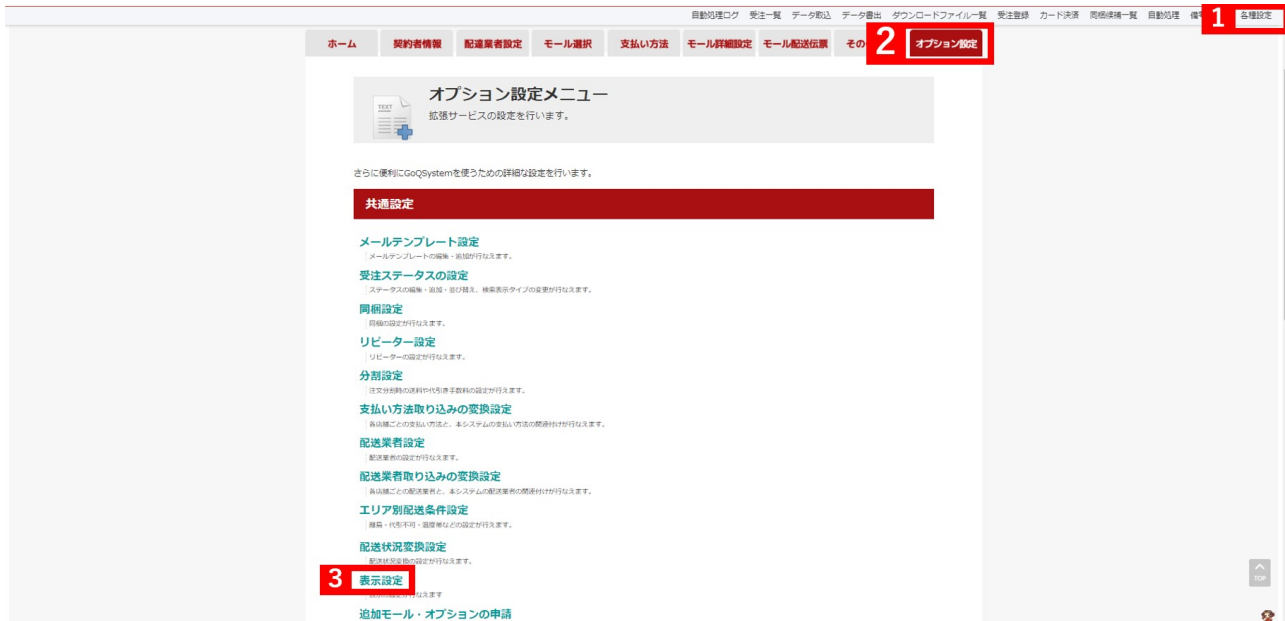 自動処理ログ 受注一覧 データ取込 データ書出 ダウンロードファイル一覧 受注登録 カード決済 同梱候補一覧 自動処理 備 1 各種設定
ホーム 契約者情報 配達業者設定 モール選択 支払い方法 モール詳細設定 モール配送伝票 その 2 オプション設定
オプション設定メニュー
TEXT
拡張サービスの設定を行います。
さらに便利にGoQSystemを使うための詳細な設定を行います。
共通設定
メールテンプレート設定
メールテンプレートの編集・追加が行なえます。
受注ステータスの設定
ステータスの編集・追加・並び替え、検索表示タイプの変更が行なえます。
同梱設定
同梱の設定が行なえます。
リピーター設定
リピーターの設定が行なえます。
分割設定
注文分割時の送料や代引き手数料の設定が行えます。
支払い方法取り込みの変換設定
各店舗ごとの支払い方法と、本システムの支払い方法の関連付けが行なえます。
配送業者設定
配送業者の設定が行なえます。
配送業者取り込みの変換設定
各店舗ごとの配送業者と、本システムの配送業者の関連付けが行なえます。
エリア別配送条件設定
離島・代引不可・温度帯などの設定が行えます。
配送状況変換設定
配送状況変換の設定が行なえます。
3 表示設定
TOP
追加モール・オプションの申請